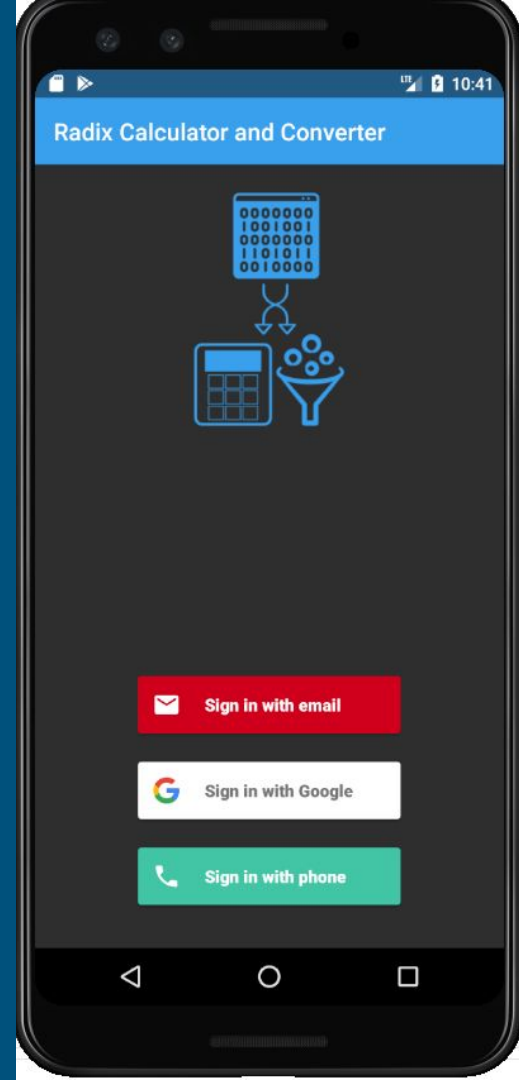 LTE 10:41
Radix Calculator and Converter
0000000
1001001
0000000
1101011
0010000
Sign in with email
Sign in with Google
Sign in with phone